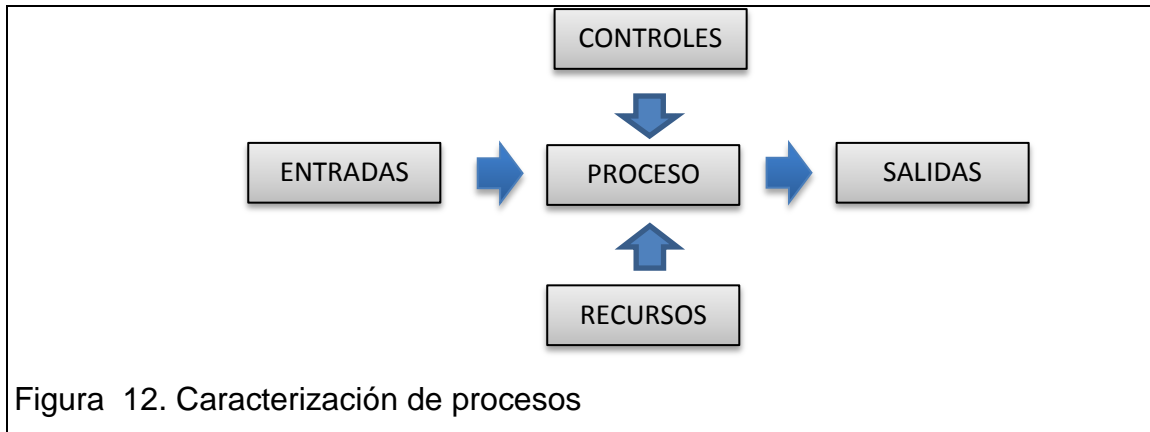 CONTROLES
ENTRADAS
PROCESO
SALIDAS
RECURSOS
Figura 12. Caracterización de procesos